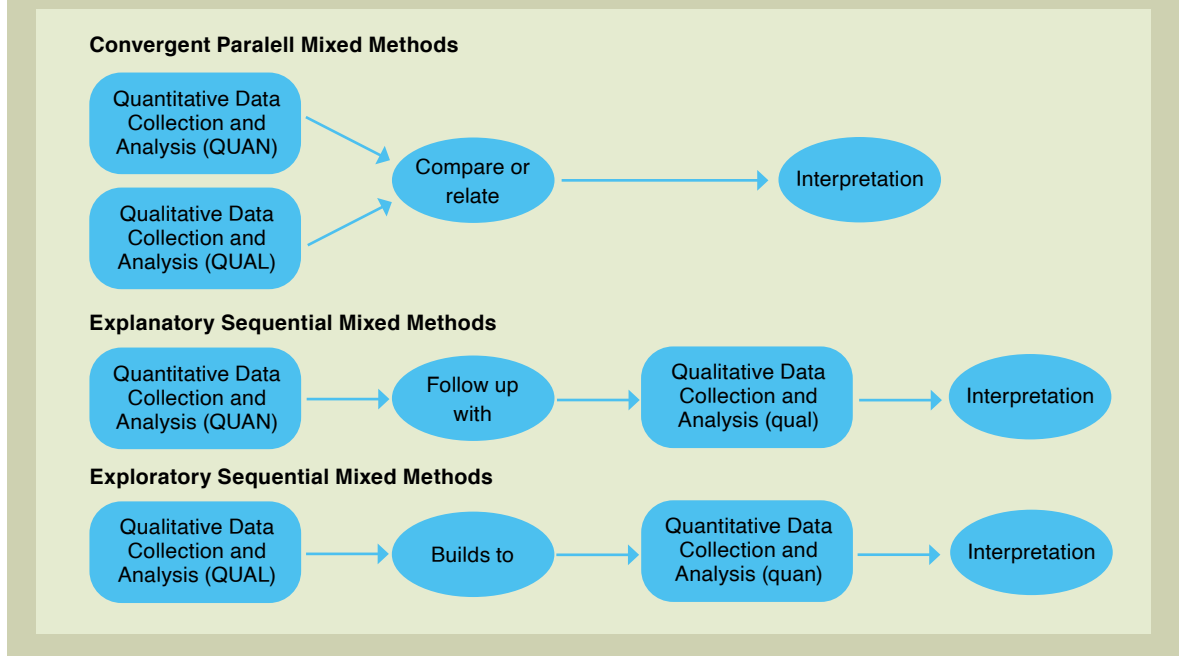 Convergent Paralell Mixed Methods
Quantitative Data
Collection and
Analysis (QUAN)
Compare or
relate
Interpretation
Qualitative Data
Collection and
Analysis (QUAL)
Explanatory Sequential Mixed Methods
Quantitative Data
Collection and
Analysis (QUAN)
Follow up
with
Qualitative Data
Collection and
Analysis (qual)
Interpretation
Exploratory Sequential Mixed Methods
Qualitative Data
Collection and
Analysis (QUAL)
Builds to
Quantitative Data
Collection and
Analysis (quan)
Interpretation